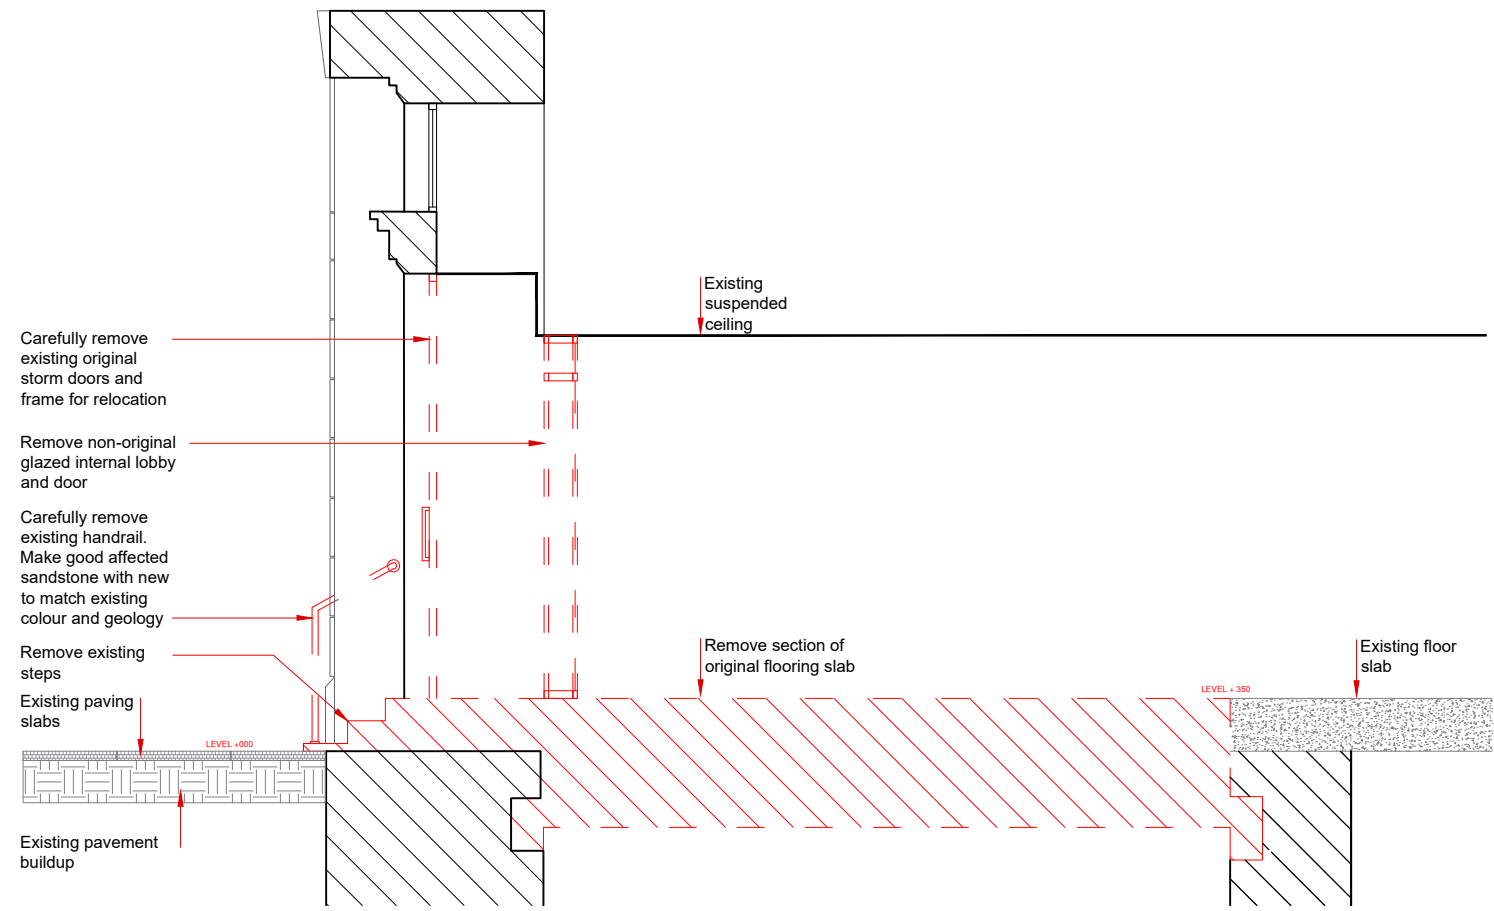 Existing
suspended
ceiling
Carefully remove
existing original
storm doors and
frame for relocation
Remove non-original
glazed internal lobby
and door
Carefully remove
existing handrail.
Make good affected
sandstone with new
to match existing
colour and geology
Remove existing
steps
Remove section of
original flooring slab
Existing floor
slab
LEVEL + 350
Existing paving
slabs
LEVEL +000
Existing pavement
buildup